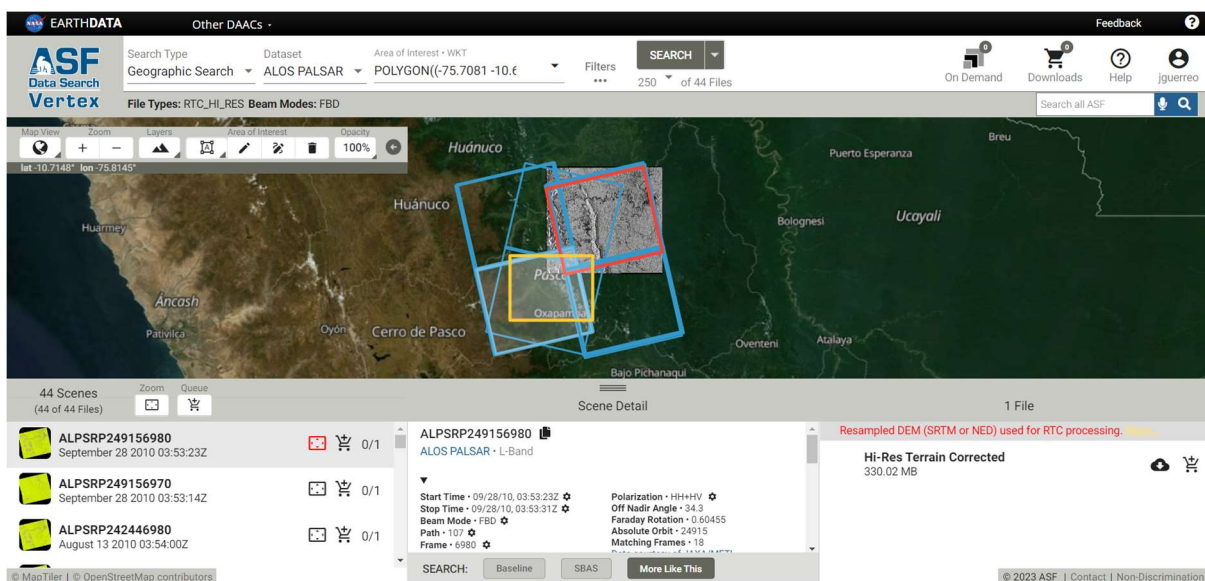 NASA EARTHDATA Other DAACs Feedback ?
ASF
Data Search
Vertex
Search Type Dataset Area of Interest • WKT
Geographic Search ALOS PALSAR POLYGON((-75.7081 -10.6 Filters ••• SEARCH
250 of 44 Files
0 On Demand 0 Downloads Help jguerreo
File Types: RTC_HI_RES Beam Modes: FBD Search all ASF
Map View Zoom Layers Area of Interest Opacity
+ − A 100%
lat -10.7148° lon -75.8145°
Huánuco
Breu
Puerto Esperanza
Huánuco
Ucayali
Bolognesi
Huarmey
Áncash
Oxapampa
Pativilca
Oyón
Cerro de Pasco
Oventeni
Atalaya
Bajo Pichanaqui
44 Scenes
(44 of 44 Files)
Zoom Queue
Scene Detail
1 File
ALPSRP249156980
September 28 2010 03:53:23Z
0/1
ALPSRP249156970
September 28 2010 03:53:14Z
0/1
ALPSRP242446980
August 13 2010 03:54:00Z
0/1
ALPSRP249156980
ALOS PALSAR • L-Band
Start Time • 09/28/10, 03:53:23Z
Stop Time • 09/28/10, 03:53:31Z
Beam Mode • FBD
Path • 107
Frame • 6980
Polarization • HH+HV
Off Nadir Angle • 34.3
Faraday Rotation • 0.60455
Absolute Orbit • 24915
Matching Frames • 18
Data courtesy of JAXA/METI
SEARCH: Baseline SBAS More Like This
Resampled DEM (SRTM or NED) used for RTC processing.
Hi-Res Terrain Corrected
330.02 MB
© MapTiler | © OpenStreetMap contributors
© 2023 ASF | Contact | Non-Discrimination